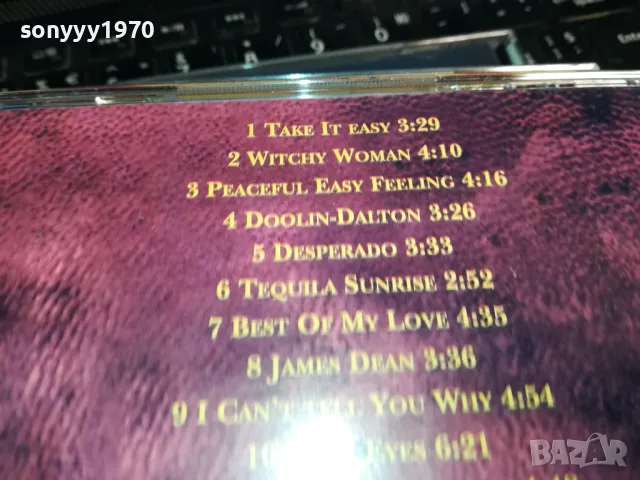 sonyyy1970
1 TAKE IT EASY 3:29
2 WITCHY WOMAN 4:10
3 PEACEFUL EASY FEELING 4:16
4 DOOLIN-DALTON 3:26
5 DESPERADO 3:33
6 TEQUILA SUNRISE 2:52
7 BEST OF MY LOVE 4:35
8 JAMES DEAN 3:36
9 I CAN'T TELL YOU WHY 4:54
10 EYES 6:21
BAZAR